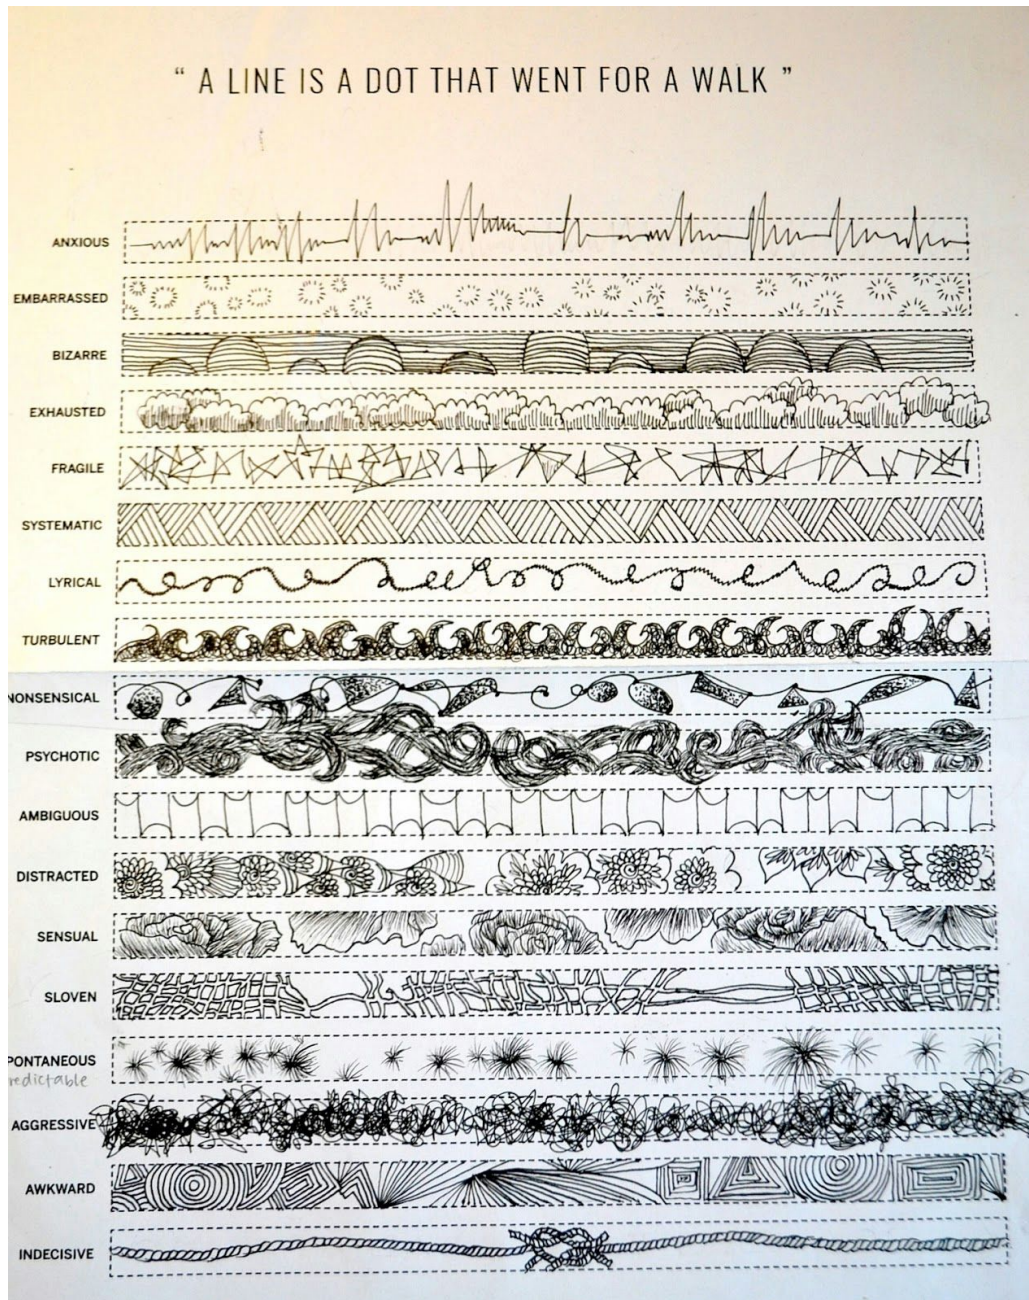 “ A LINE IS A DOT THAT WENT FOR A WALK ”
ANXIOUS
EMBARRASSED
BIZARRE
EXHAUSTED
FRAGILE
SYSTEMATIC
LYRICAL
TURBULENT
NONSENSICAL
PSYCHOTIC
AMBIGUOUS
DISTRACTED
SENSUAL
SLOVEN
PONTANEOUS
redictable
AGGRESSIVE
AWKWARD
INDECISIVE